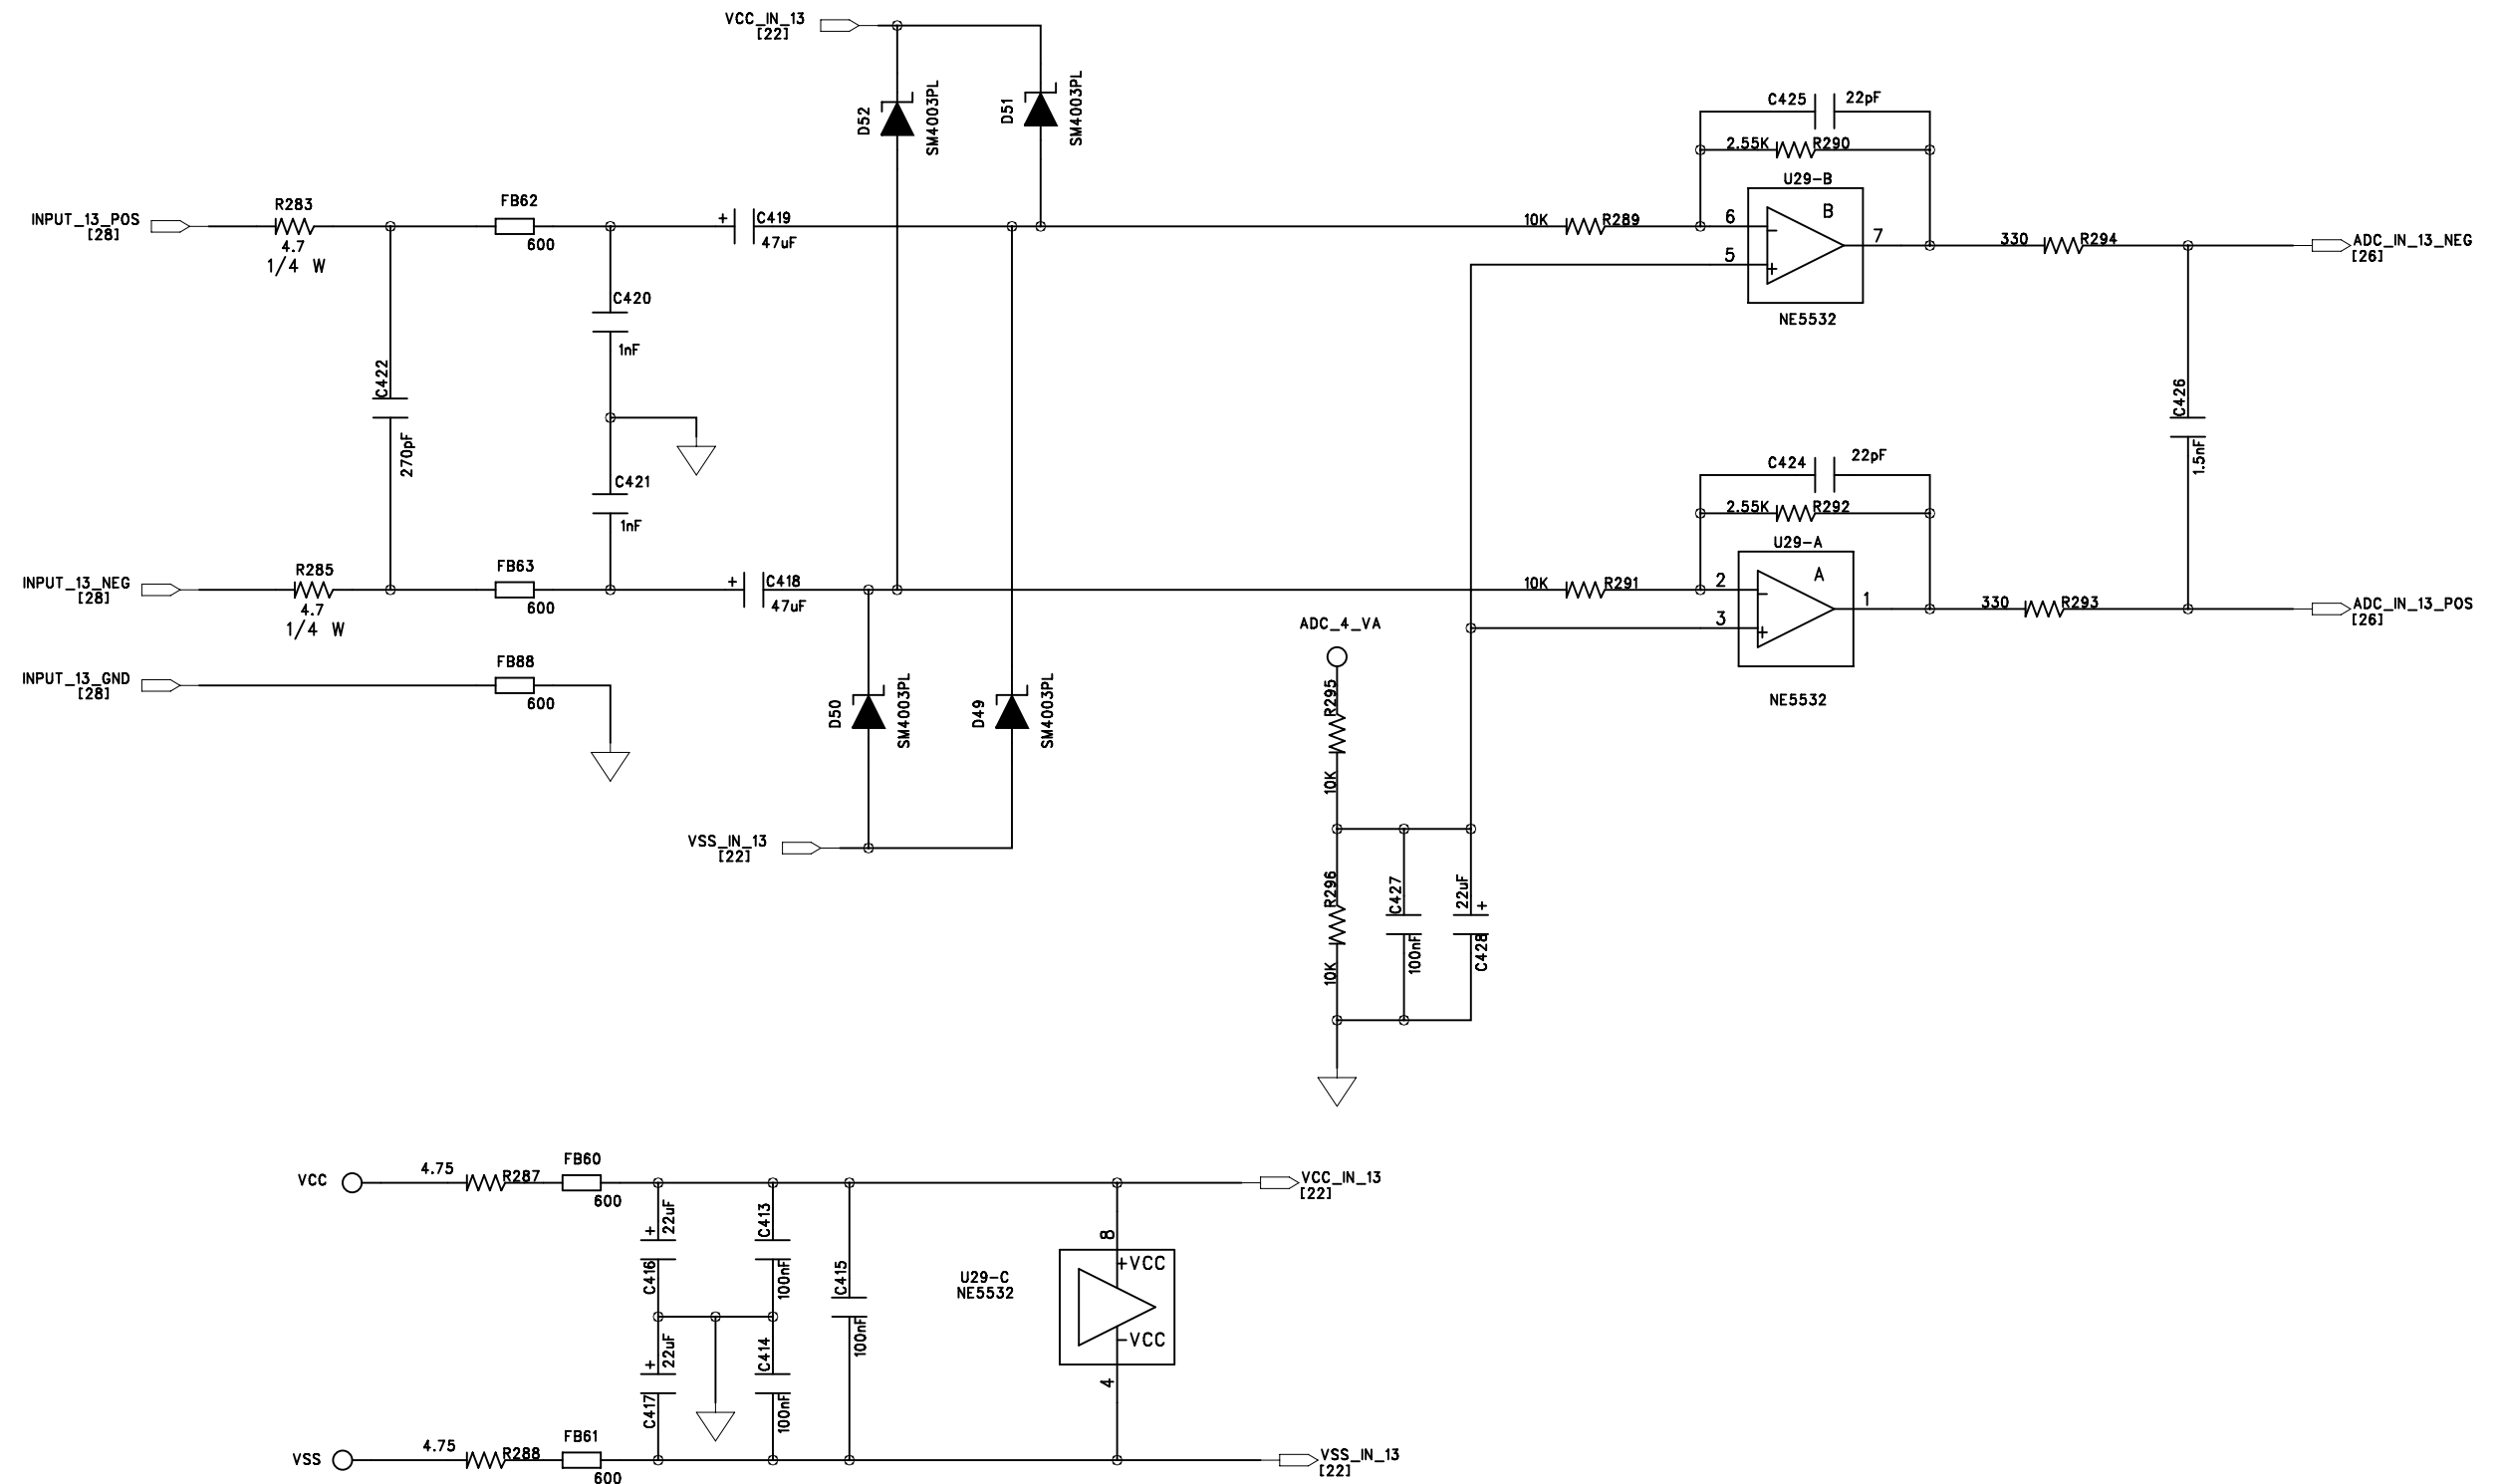 VCC_IN_13
[22]
D52
SM4003PL
D51
SM4003PL
C425
22pF
2.55K
R290
U29-B
B
6
5
7
NE5532
INPUT_13_POS
[28]
R283
4.7
1/4 W
FB62
600
+
C419
47uF
10K
R289
330
R294
ADC_IN_13_NEG
[26]
C420
1nF
C422
270pF
C421
1nF
C426
1.5nF
C424
22pF
2.55K
R292
U29-A
A
2
3
1
NE5532
INPUT_13_NEG
[28]
R285
4.7
1/4 W
FB63
600
+
C418
47uF
10K
R291
330
R293
ADC_IN_13_POS
[26]
INPUT_13_GND
[28]
FB88
600
D50
SM4003PL
D49
SM4003PL
VSS_IN_13
[22]
ADC_4_VA
R295
10K
R296
10K
C427
100nF
22uF
+
C428
VCC
4.75
R287
FB60
600
VCC_IN_13
[22]
+
22uF
C416
C413
100nF
C415
100nF
U29-C
NE5532
8
+VCC
-VCC
4
+
22uF
C417
C414
100nF
VSS
4.75
R288
FB61
600
VSS_IN_13
[22]